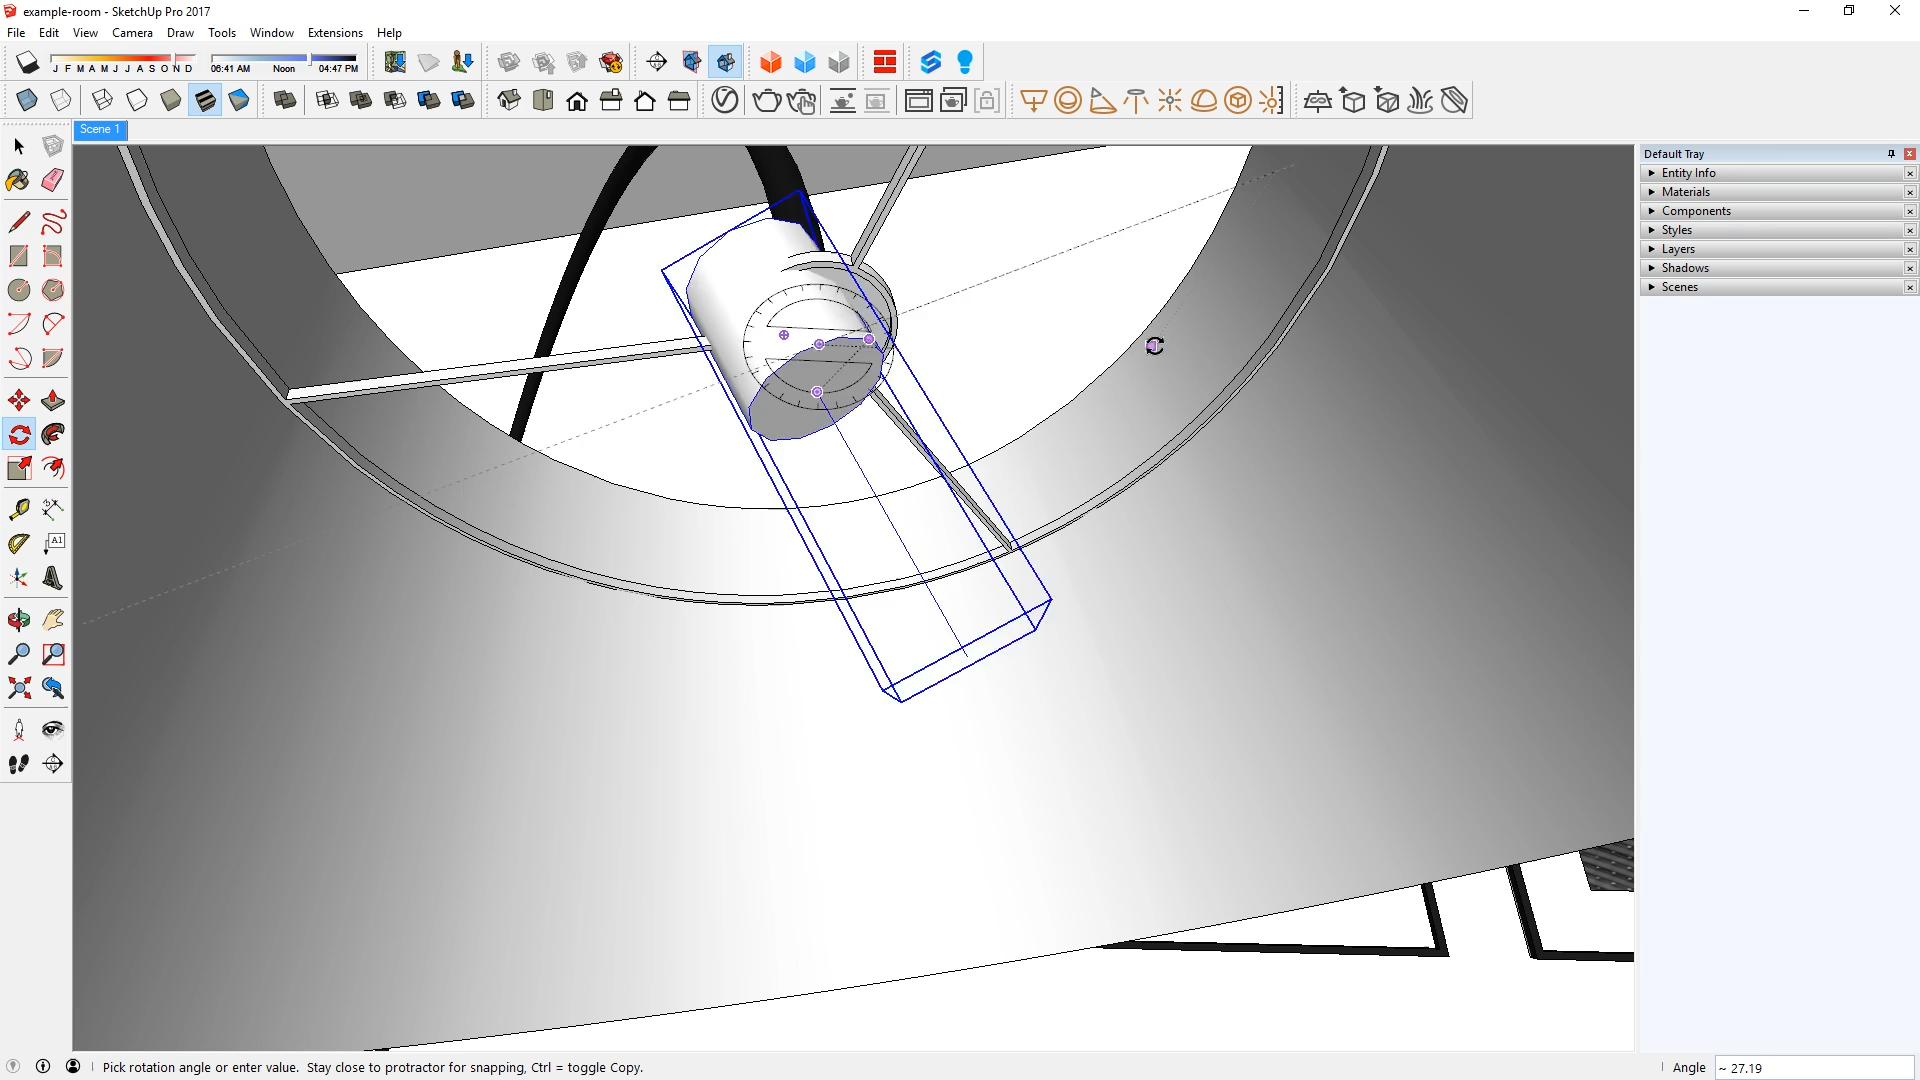 example-room - SketchUp Pro 2017
File Edit View Camera Draw Tools Window Extensions Help
J F M A M J J A S O N D 06:41 AM Noon 04:47 PM
Scene 1
Default Tray
Entity Info
Materials
Components
Styles
Layers
Shadows
Scenes
A1
Pick rotation angle or enter value. Stay close to protractor for snapping, Ctrl = toggle Copy.
Angle ~ 27.19